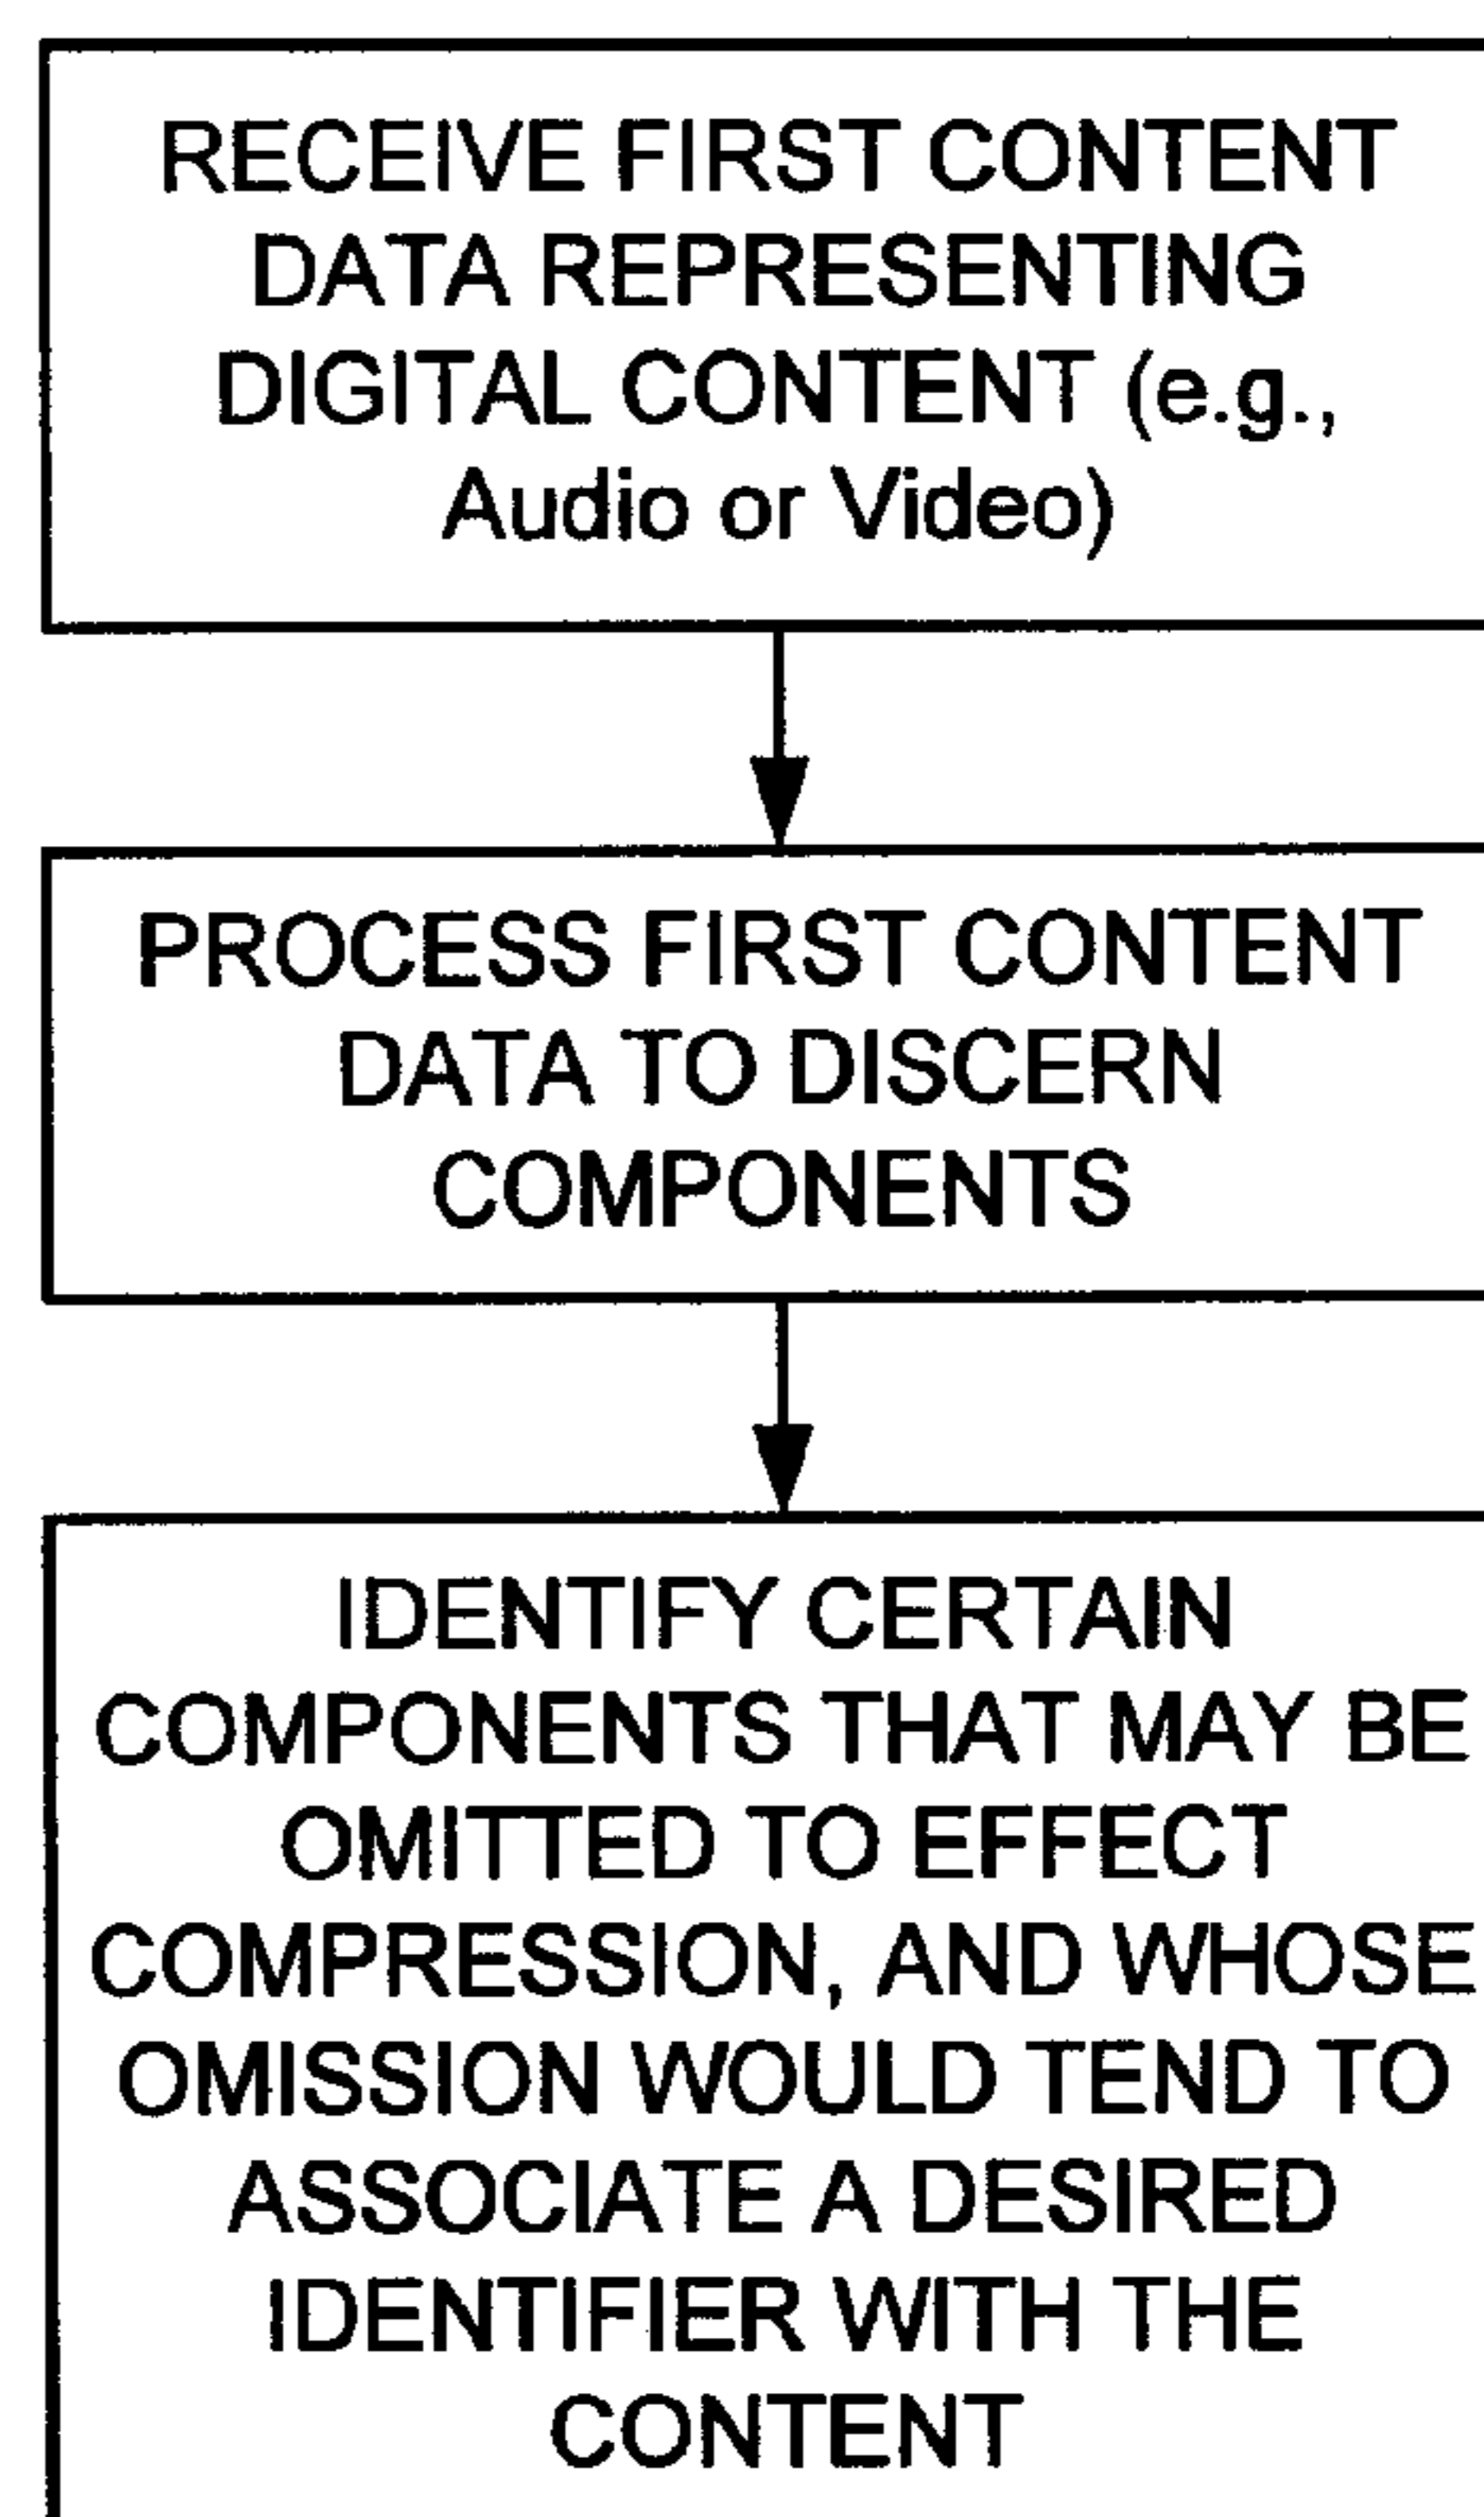 RECEIVE FIRST CONTENT
DATA REPRESENTING
DIGITAL CONTENT (e.g.,
Audio or Video)
PROCESS FIRST CONTENT
DATA TO DISCERN
COMPONENTS
IDENTIFY CERTAIN
COMPONENTS THAT MAY BE
OMITTED TO EFFECT
COMPRESSION, AND WHOSE
OMISSION WOULD TEND TO
ASSOCIATE A DESIRED
IDENTIFIER WITH THE
CONTENT